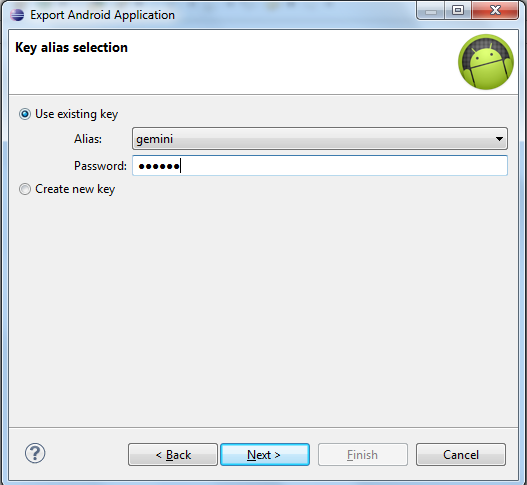 Export Android Application
Key alias selection
Use existing key
Alias: gemini
Password: ●●●●●●
Create new key
? < Back Next > Finish Cancel